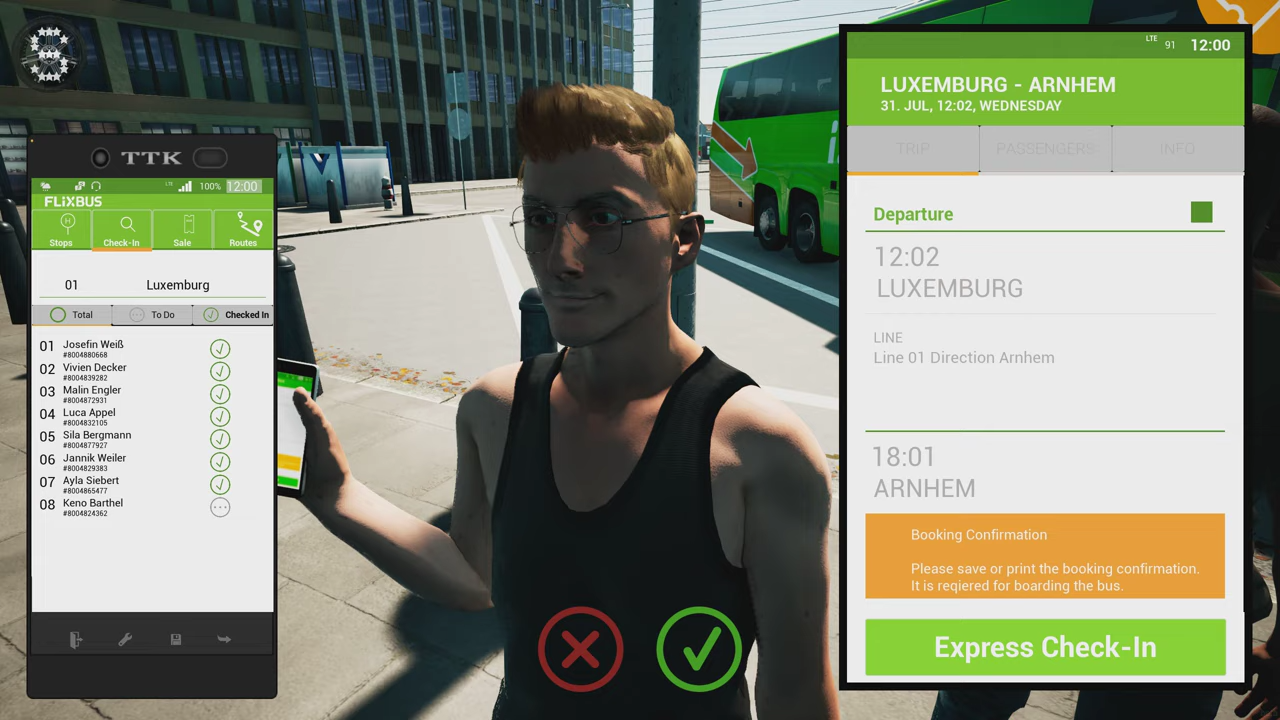 TTK
LTE
100%
12:00
FLiXBUS
Stops
Check-In
Sale
Routes
01 Luxemburg
Total
To Do
Checked In
01 Josefin Weiß
#8004880668
02 Vivien Decker
#8004839282
03 Malin Engler
#8004872931
04 Luca Appel
#8004832105
05 Sila Bergmann
#8004877927
06 Jannik Weiler
#8004829383
07 Ayla Siebert
#8004865477
08 Keno Barthel
#8004824362
LTE
91
12:00
LUXEMBURG - ARNHEM
31. JUL, 12:02, WEDNESDAY
TRIP
PASSENGERS
INFO
Departure
12:02
LUXEMBURG
LINE
Line 01 Direction Arnhem
18:01
ARNHEM
Booking Confirmation
Please save or print the booking confirmation.
It is reqiered for boarding the bus.
Express Check-In